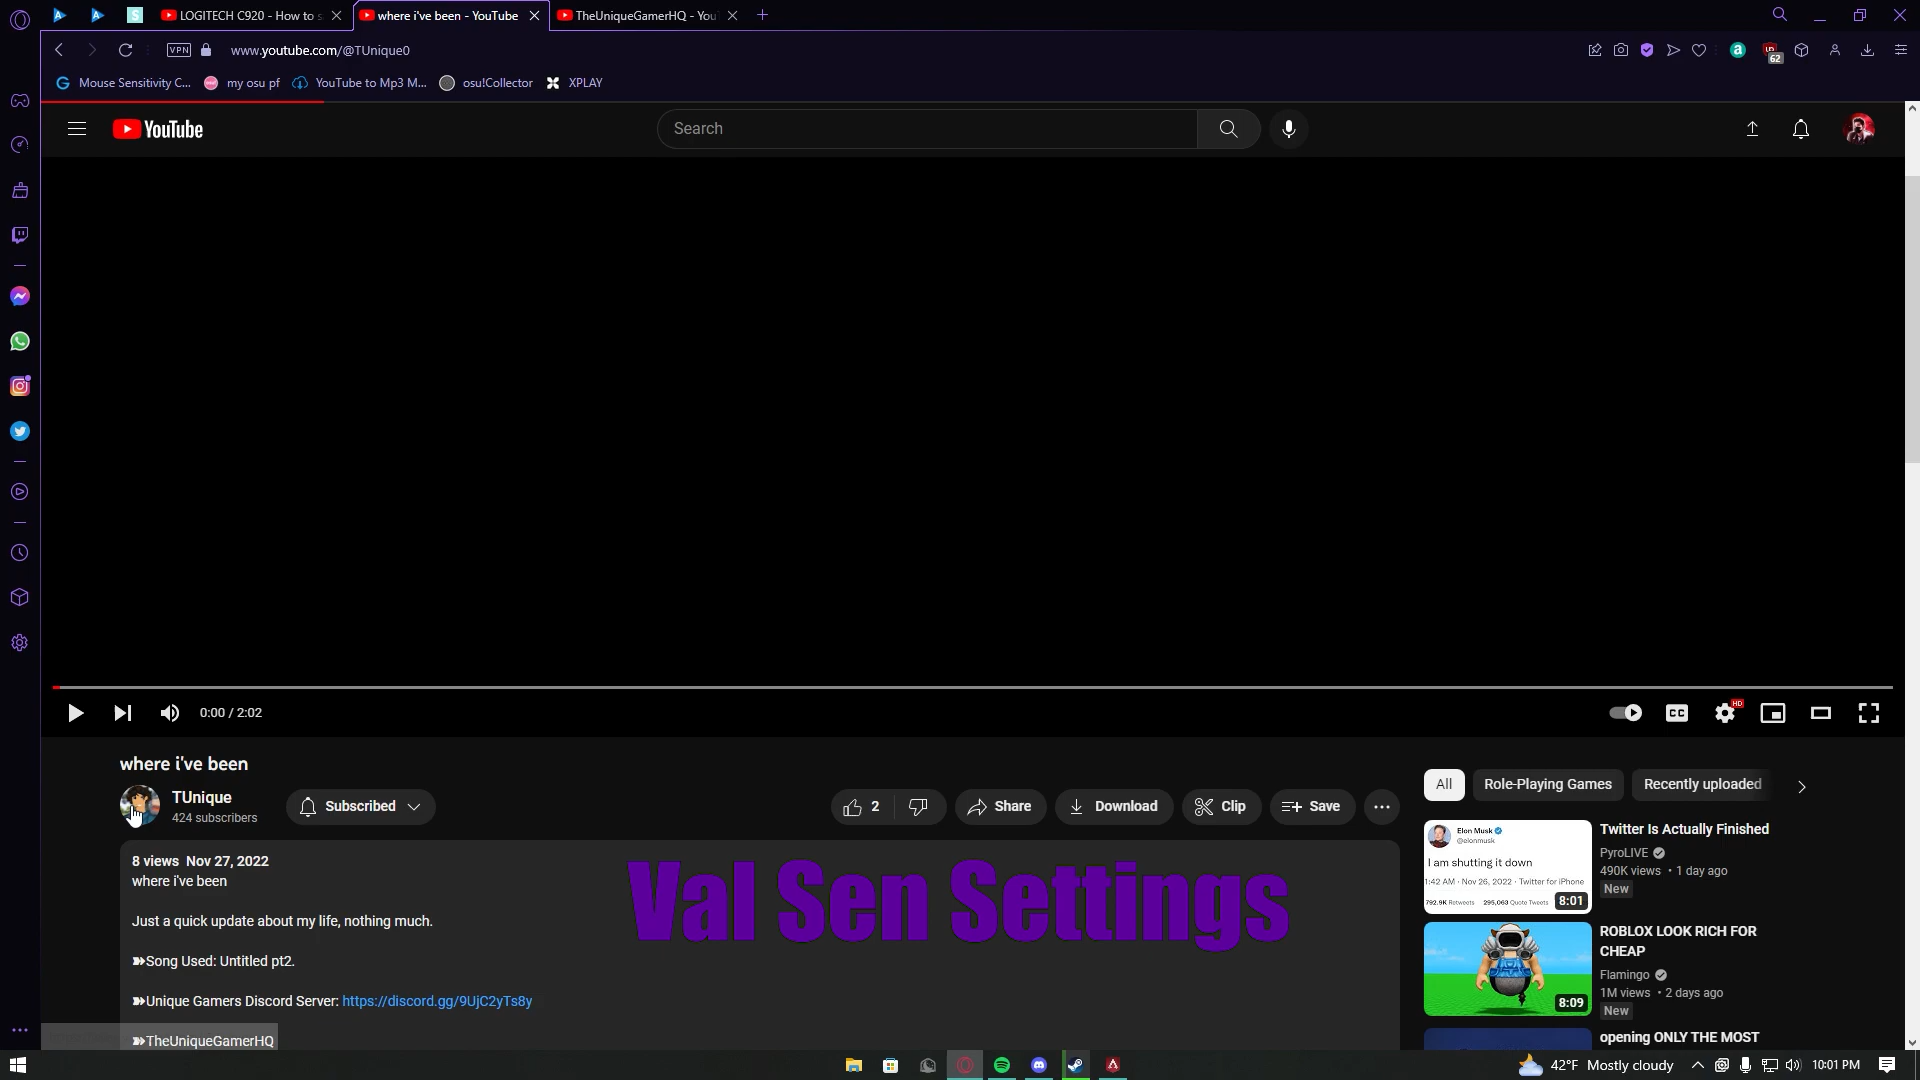 LOGITECH C920 - How to s
where i've been - YouTube
TheUniqueGamerHQ - You
VPN
www.youtube.com/@TUnique0
62
Mouse Sensitivity C...
my osu pf
YouTube to Mp3 M...
osu!Collector
XPLAY
YouTube
Search
0:00 / 2:02
CC
HD
where i've been
TUnique
424 subscribers
Subscribed
2
Share
Download
Clip
Save
All
Role-Playing Games
Recently uploaded
8 views Nov 27, 2022
where i've been
Just a quick update about my life, nothing much.
Song Used: Untitled pt2.
Unique Gamers Discord Server: https://discord.gg/9UjC2yTs8y
TheUniqueGamerHQ
Val Sen Settings
Elon Musk
@elonmusk
I am shutting it down
1:42 AM · Nov 26, 2022 · Twitter for iPhone
792.9K Retweets 295,063 Quote Tweets
8:01
Twitter Is Actually Finished
PyroLIVE
490K views • 1 day ago
New
8:09
ROBLOX LOOK RICH FOR
CHEAP
Flamingo
1M views • 2 days ago
New
opening ONLY THE MOST
42°F Mostly cloudy
10:01 PM